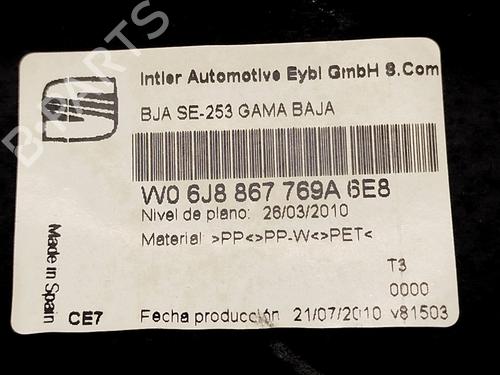 Intier Automotive Eybl GmbH S.Com
BJA SE-253 GAMA BAJA
W0 6J8 867 769A 6E8
Nivel de plano: 26/03/2010
Material: >PP<>PP-W<>PET<
T3
0000
Fecha producción: 21/07/2010 v81503
Made in Spain
CE7
B-PARTS